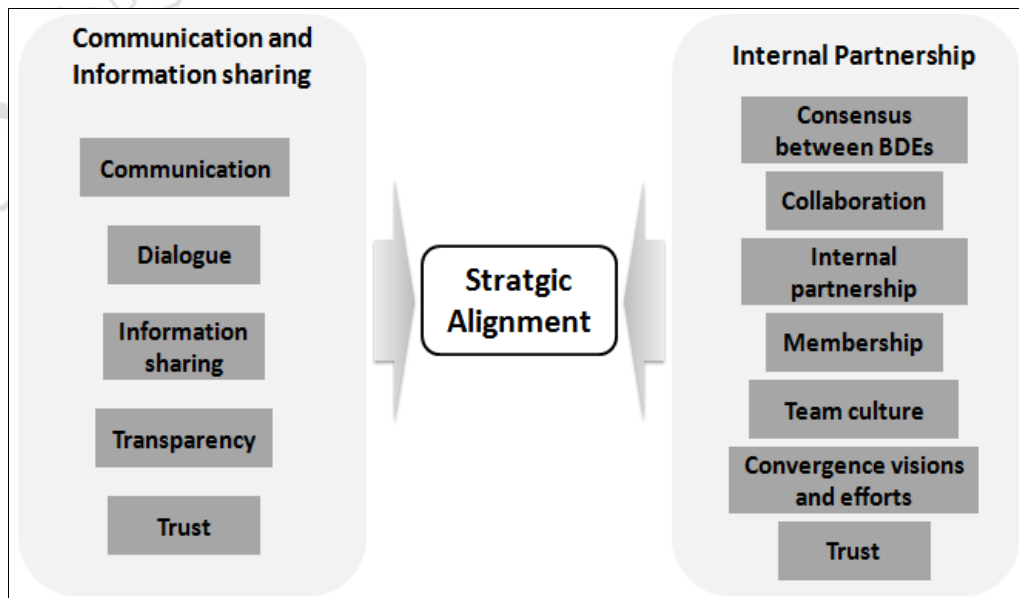 Communication and
Information sharing
Communication
Dialogue
Information
sharing
Transparency
Trust
Stratgic
Alignment
Internal Partnership
Consensus
between BDEs
Collaboration
Internal
partnership
Membership
Team culture
Convergence visions
and efforts
Trust